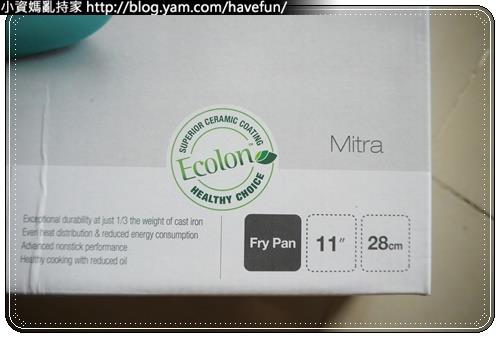 小資媽亂持家 http://blog.yam.com/havefun/
SUPERIOR CERAMIC COATING
Ecolon™
HEALTHY CHOICE
Mitra
Exceptional durability at just 1/3 the weight of cast iron
Even heat distribution & reduced energy consumption
Advanced nonstick performance
Healthy cooking with reduced oil
Fry Pan
11"
28cm